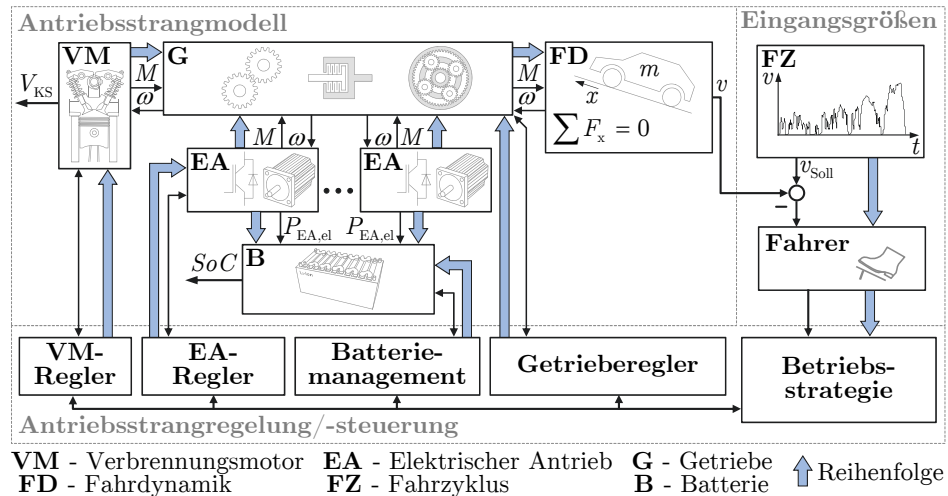 Antriebsstrangmodell
Eingangsgrößen
VM
G
FD
FZ
M
ω
V_KS
M
ω
m
x
∑ F_x = 0
v
v
t
v_Soll
−
M
ω
ω
M
EA
EA
P_EA,el
P_EA,el
B
SoC
Fahrer
VM-
Regler
EA-
Regler
Batterie-
management
Getrieberegler
Betriebs-
strategie
Antriebsstrangregelung/-steuerung
VM - Verbrennungsmotor EA - Elektrischer Antrieb G - Getriebe Reihenfolge
FD - Fahrdynamik FZ - Fahrzyklus B - Batterie